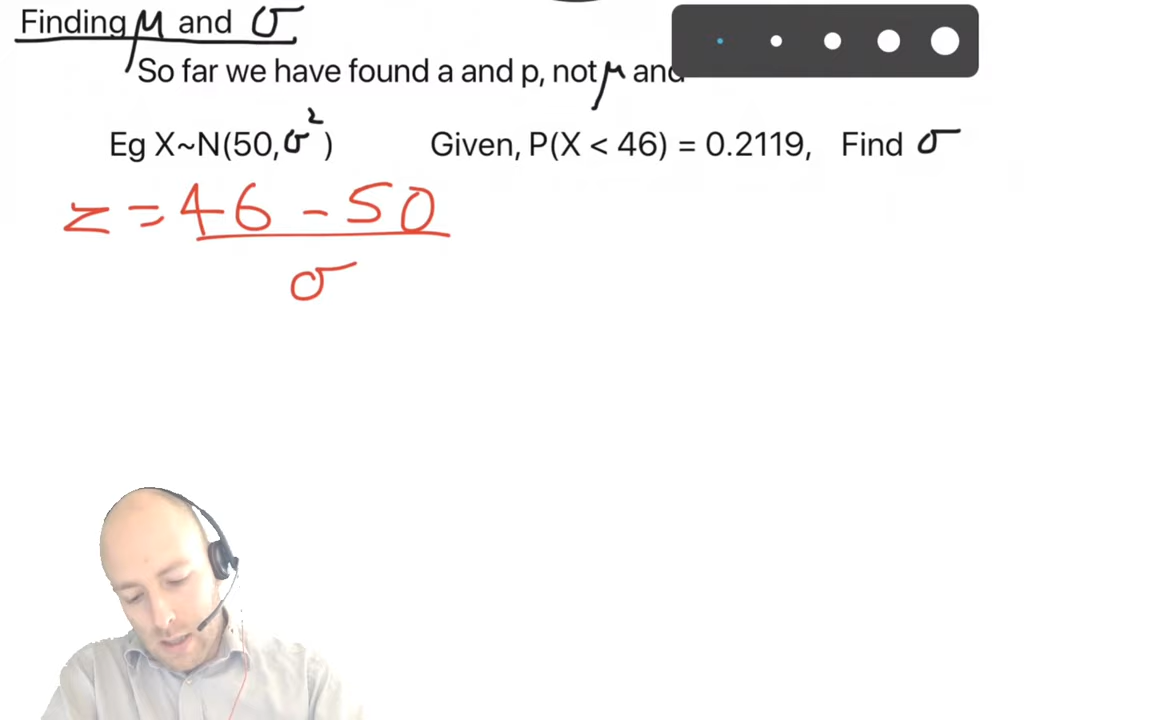 Finding μ and σ
So far we have found a and p, not μ and
Eg X~N(50,σ²) Given, P(X < 46) = 0.2119, Find σ
z = 46 - 50
σ